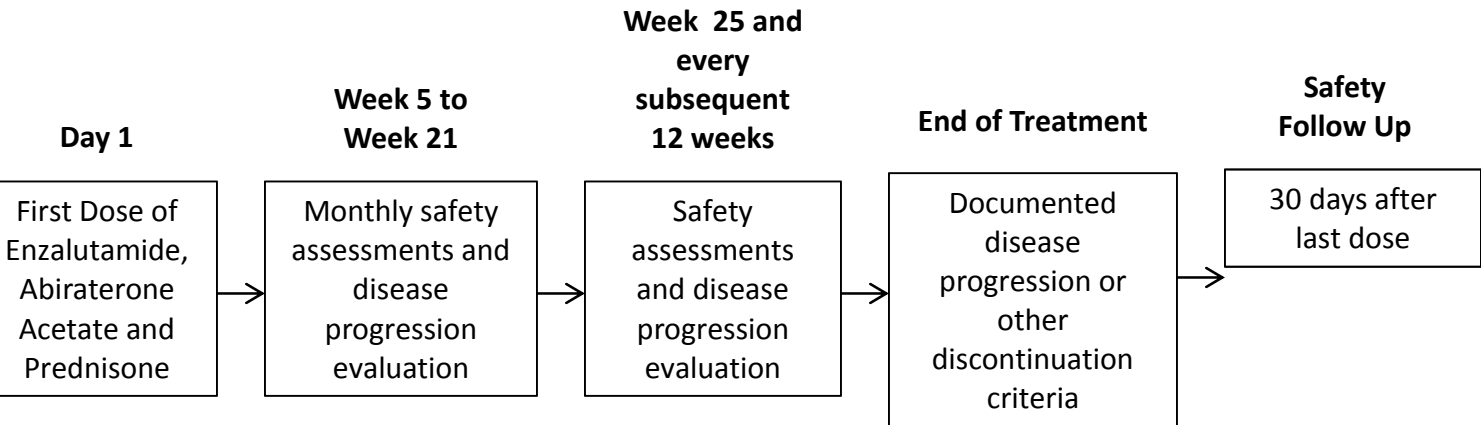 Day 1
First Dose of
Enzalutamide,
Abiraterone
Acetate and
Prednisone
Week 5 to
Week 21
Monthly safety
assessments and
disease
progression
evaluation
Week 25 and
every
subsequent
12 weeks
Safety
assessments
and disease
progression
evaluation
End of Treatment
Documented
disease
progression or
other
discontinuation
criteria
Safety
Follow Up
30 days after
last dose